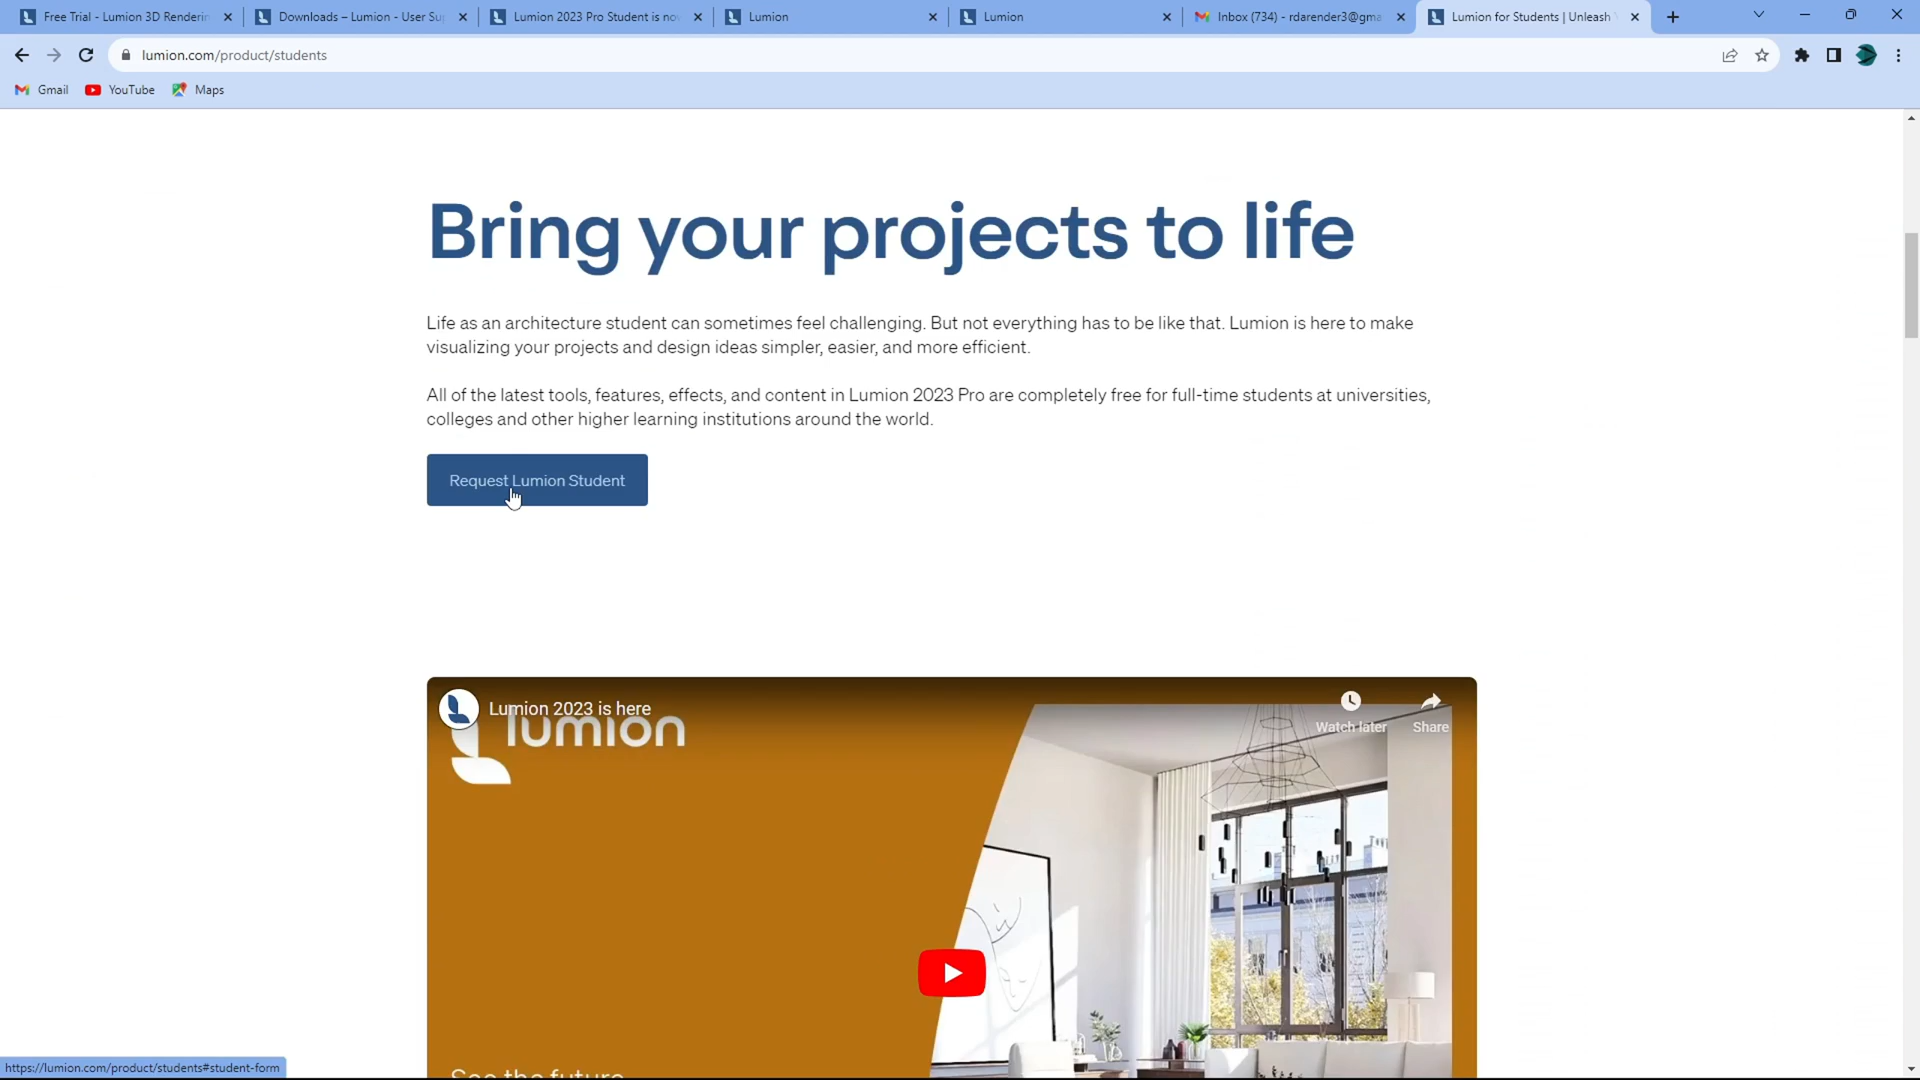 Free Trial - Lumion 3D Renderin
Downloads – Lumion - User Su
Lumion 2023 Pro Student is no
Lumion
Lumion
Inbox (734) - rdarender3@gma
Lumion for Students | Unleash
lumion.com/product/students
Gmail
YouTube
Maps
Bring your projects to life
Life as an architecture student can sometimes feel challenging. But not everything has to be like that. Lumion is here to make
visualizing your projects and design ideas simpler, easier, and more efficient.
All of the latest tools, features, effects, and content in Lumion 2023 Pro are completely free for full-time students at universities,
colleges and other higher learning institutions around the world.
Request Lumion Student
Lumion 2023 is here
lumion
Watch later
Share
See the future
https://lumion.com/product/students#student-form